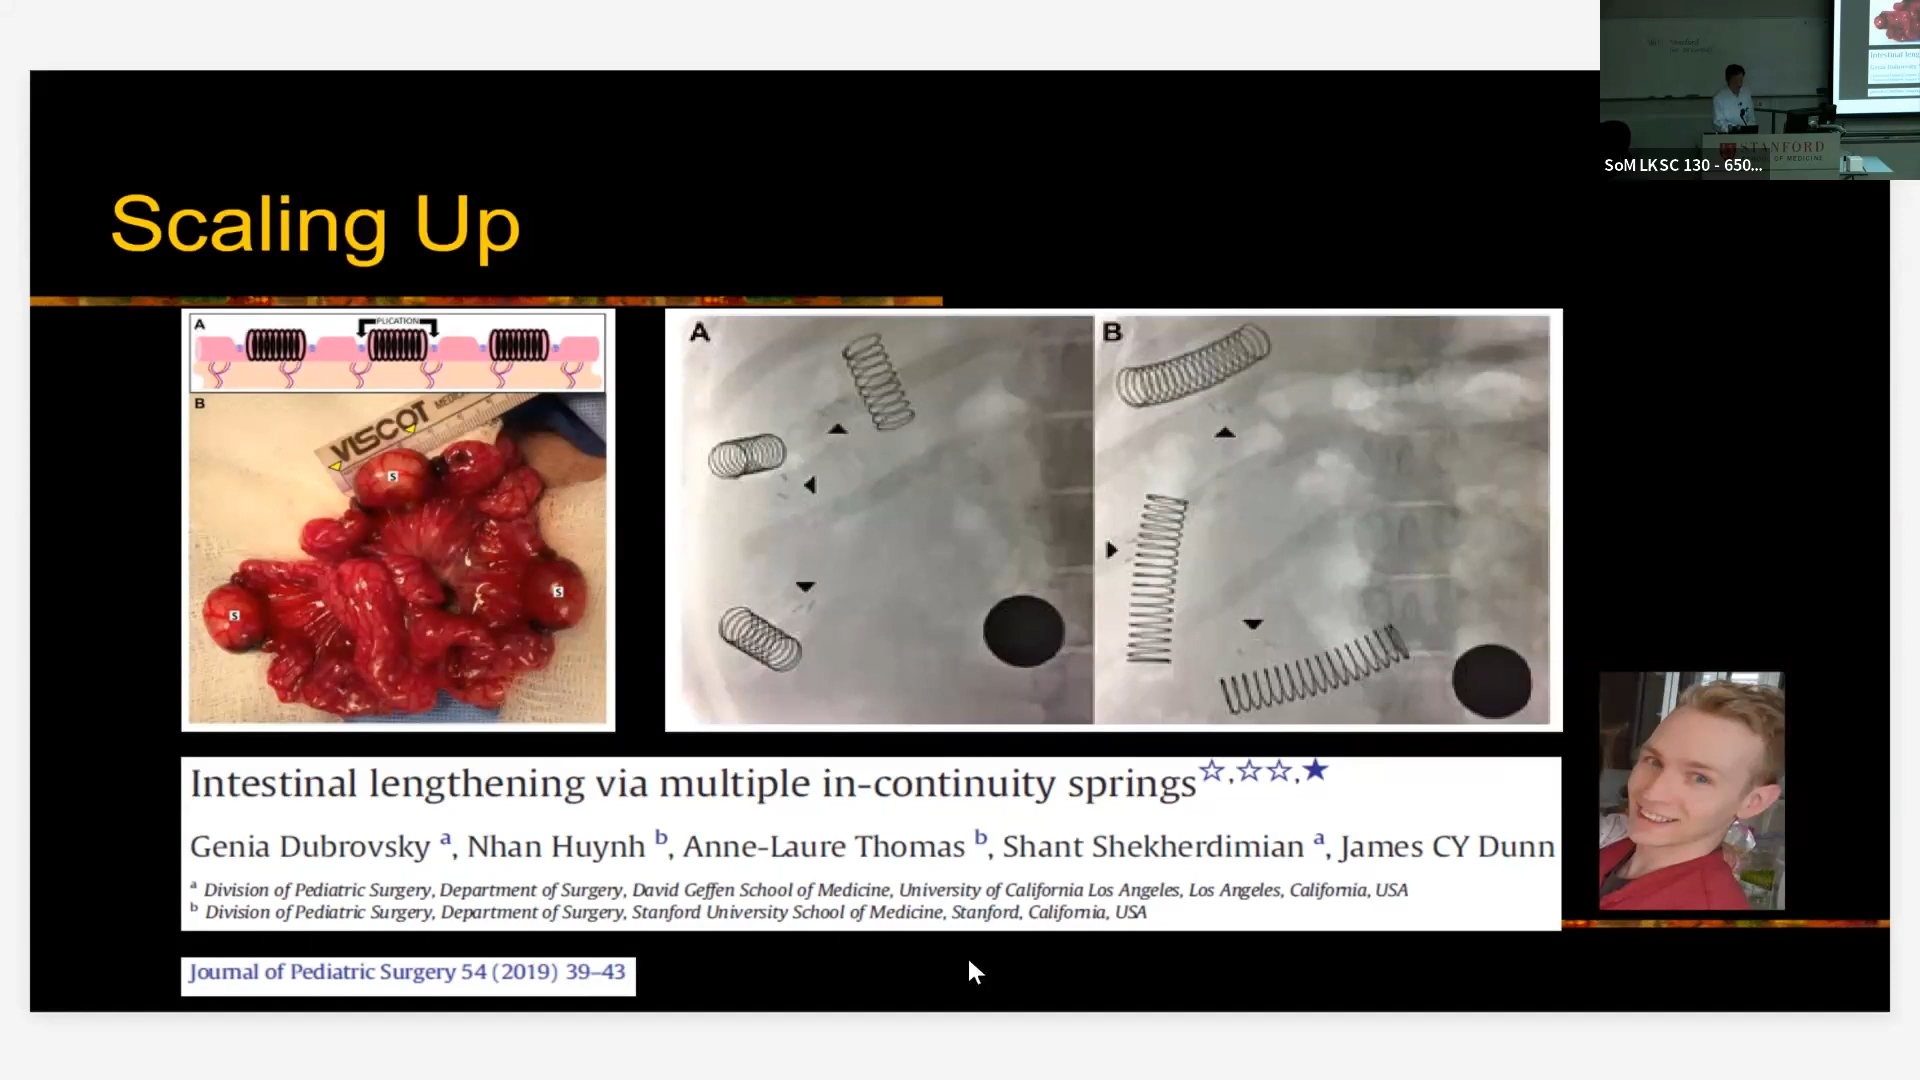 SoM LKSC 130 - 650...
STANFORD
SCHOOL OF MEDICINE
Scaling Up
A
PLICATION
B
VISCOT
S
S
S
A
B
Intestinal lengthening via multiple in-continuity springs☆,☆☆,★
Genia Dubrovsky a, Nhan Huynh b, Anne-Laure Thomas b, Shant Shekherdimian a, James CY Dunn
a Division of Pediatric Surgery, Department of Surgery, David Geffen School of Medicine, University of California Los Angeles, Los Angeles, California, USA
b Division of Pediatric Surgery, Department of Surgery, Stanford University School of Medicine, Stanford, California, USA
Journal of Pediatric Surgery 54 (2019) 39–43